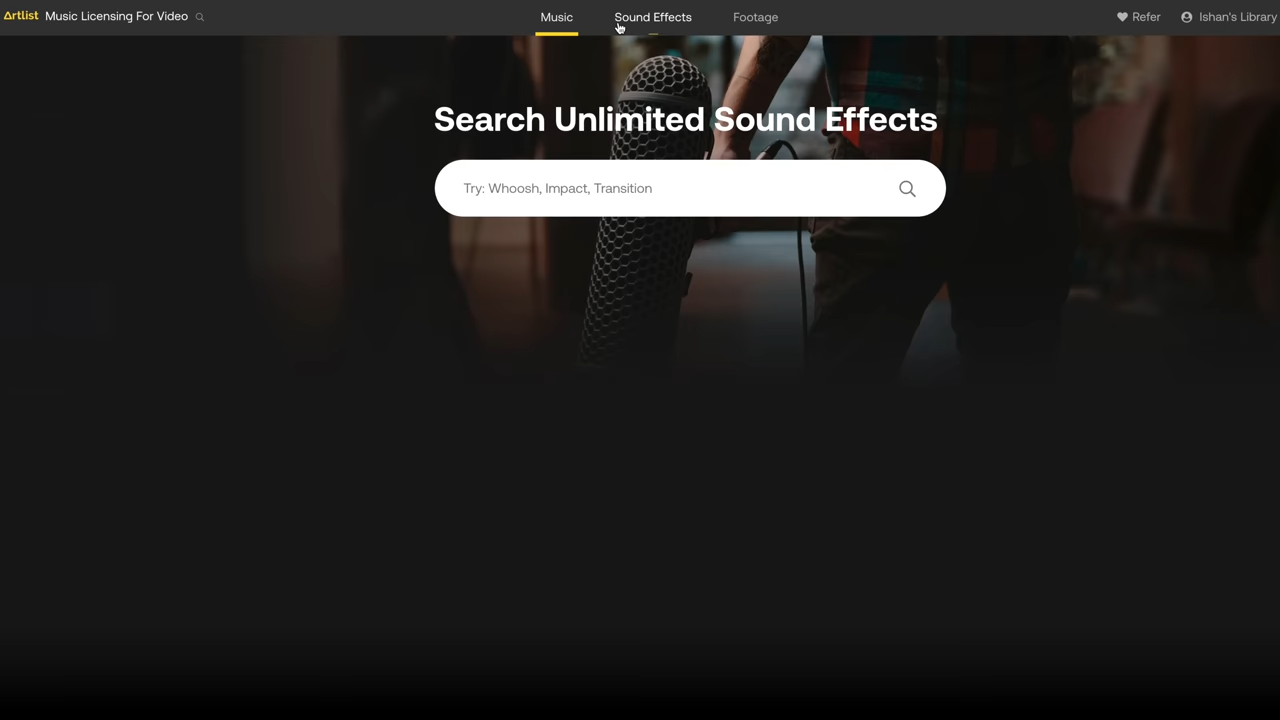 Artlist Music Licensing For Video Music Sound Effects Footage Refer Ishan's Library
Search Unlimited Sound Effects
Try: Whoosh, Impact, Transition